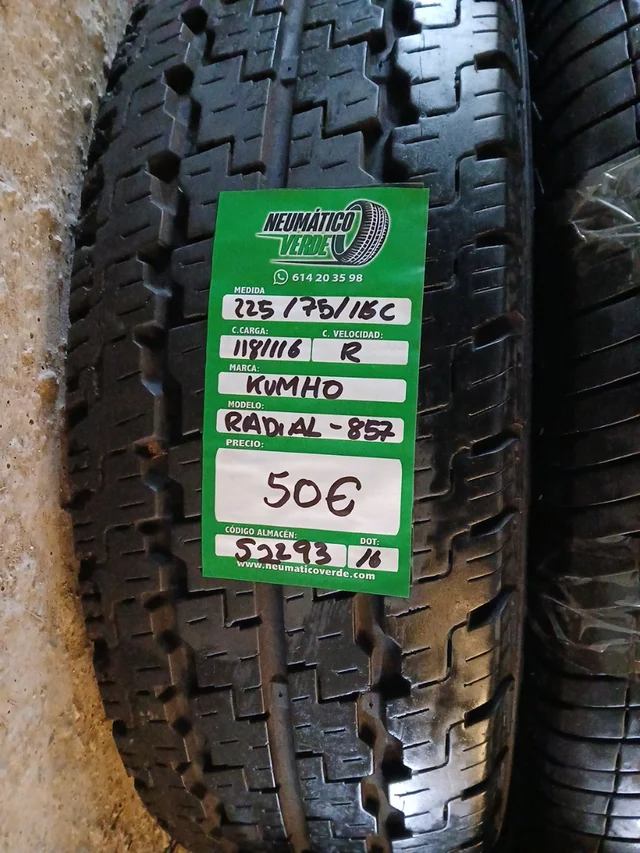 NEUMÁTICO
VERDE
614 20 35 98
MEDIDA
225/75/16C
C.CARGA: C. VELOCIDAD:
118/116 R
MARCA:
KUMHO
MODELO:
RADIAL-857
PRECIO:
50€
CÓDIGO ALMACÉN: DOT:
S2293 16
www.neumaticoverde.com